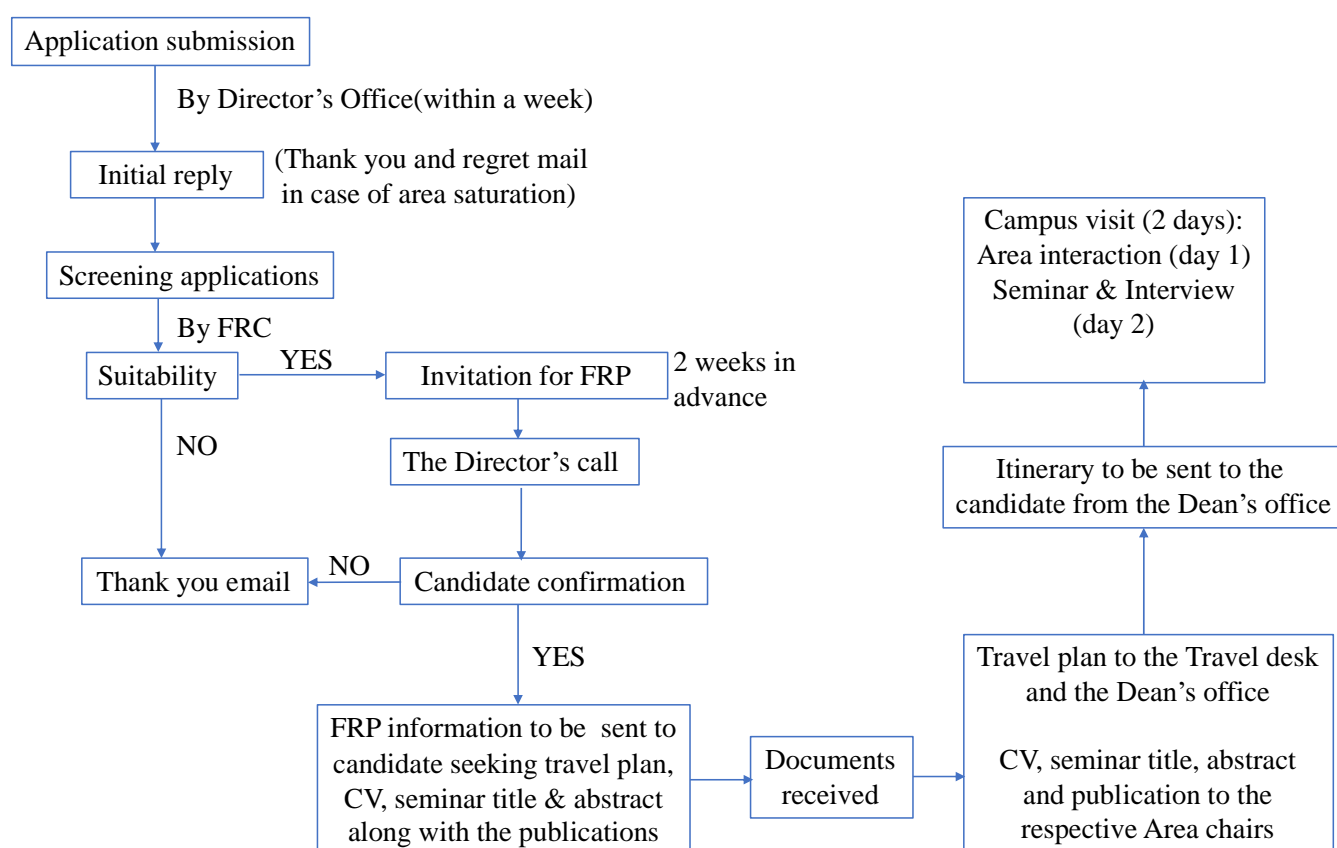 Application submission
By Director’s Office(within a week)
Initial reply
(Thank you and regret mail
in case of area saturation)
Screening applications
By FRC
Suitability
YES
Invitation for FRP
2 weeks in
advance
NO
The Director’s call
Thank you email
NO
Candidate confirmation
YES
FRP information to be sent to
candidate seeking travel plan,
CV, seminar title & abstract
along with the publications
Documents
received
Travel plan to the Travel desk
and the Dean’s office
CV, seminar title, abstract
and publication to the
respective Area chairs
Itinerary to be sent to the
candidate from the Dean’s office
Campus visit (2 days):
Area interaction (day 1)
Seminar & Interview
(day 2)